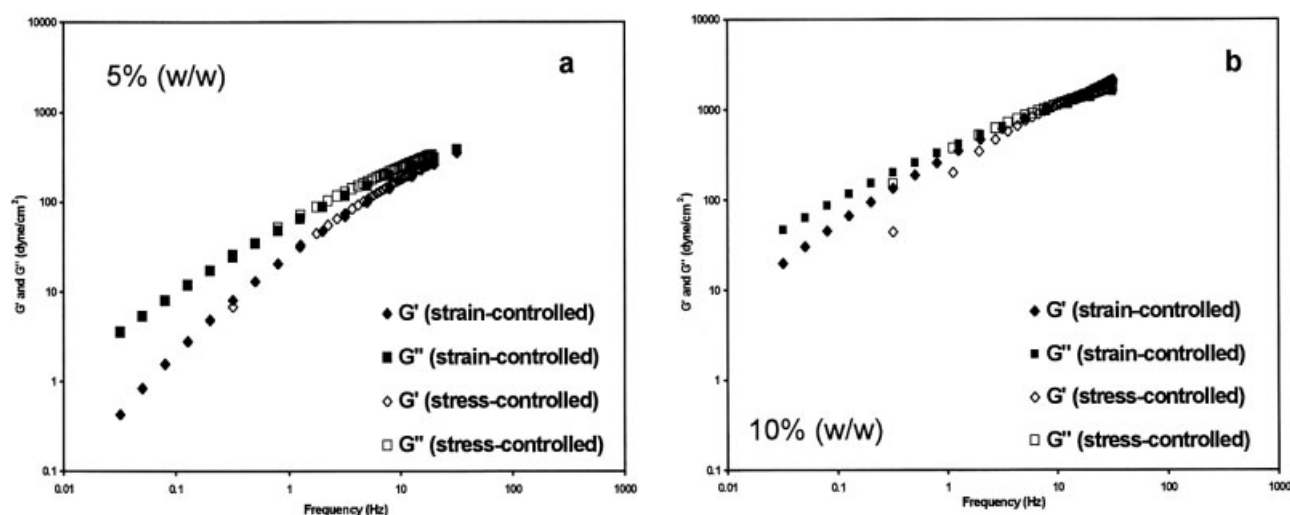 10000
1000
100
10
1
0.1
G' and G" (dyne/cm²)
5% (w/w)
a
G' (strain-controlled)
G" (strain-controlled)
G' (stress-controlled)
G" (stress-controlled)
0.01 0.1 1 10 100
Frequency (Hz)
10000
1000
100
10
1
0.1
G' and G" (dyne/cm²)
b
G' (strain-controlled)
G" (strain-controlled)
G' (stress-controlled)
G" (stress-controlled)
10% (w/w)
0.01 0.1 1 10 100 1000
Frequency (Hz)